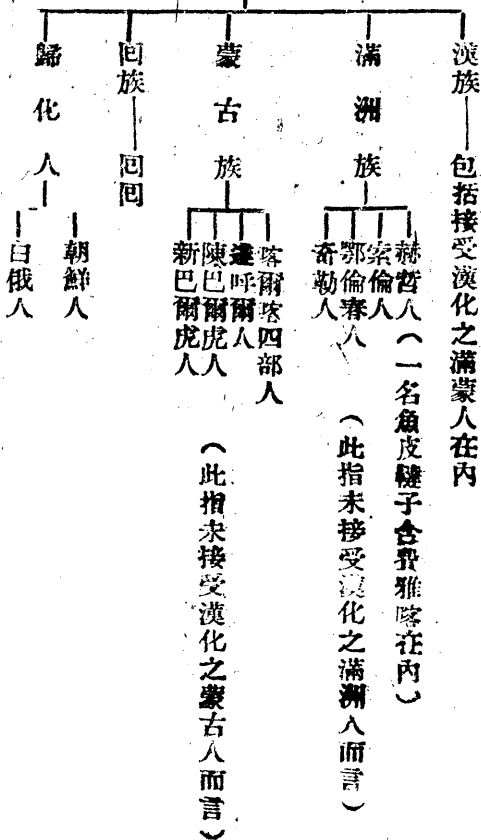 漢族
包括接受漢化之滿蒙人在內
滿洲族
赫哲人(一名魚皮韃子含費雅喀在內)
索倫人
鄂倫春人
奇勒人
(此指未接受漢化之滿洲人而言)
蒙古族
喀爾喀四部人
達呼爾人
陳巴爾虎人
新巴爾虎人
(此指未接受漢化之蒙古人而言)
回族
回回
歸化人
朝鮮人
白俄人